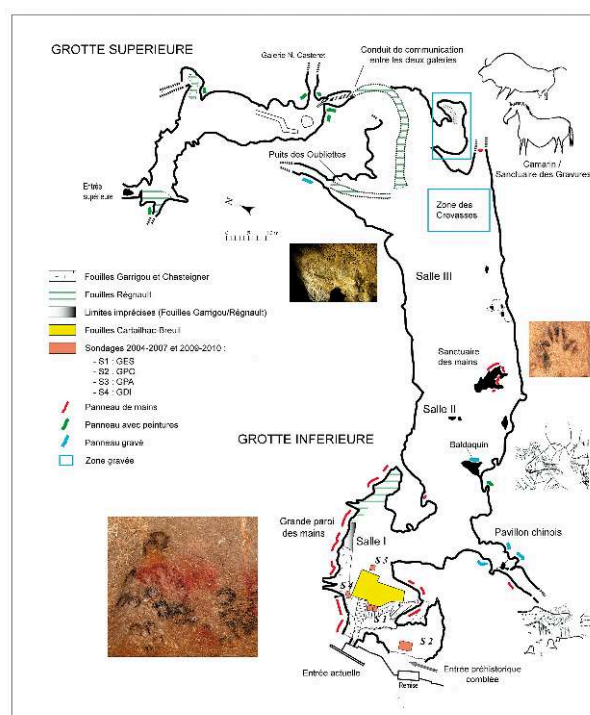 GROTTE SUPERIEURE
Galerie N. Casteret
Conduit de communication
entre les deux galeries
Camarin /
Sanctuaire des Gravures
Puits des Oubliettes
Entrée
supérieure
N
Zone des
Crevasses
Salle III
Fouilles Garrigou et Chasteigner
Fouilles Régnault
Limites imprécises (Fouilles Garrigou/Régnault)
Fouilles Cartailhac-Breuil
Sondages 2004-2007 et 2009-2010 :
- S1 : GES
- S2 : GPC
- S3 : GPA
- S4 : GDI
Panneau de mains
Panneau avec peintures
Panneau gravé
Zone gravée
Sanctuaire
des mains
Salle II
GROTTE INFERIEURE
Baldaquin
Grande paroi
des mains
Salle I
Pavillon chinois
S 3
S 4
S 1
S 2
Entrée actuelle
Entrée préhistorique
comblée
Remise